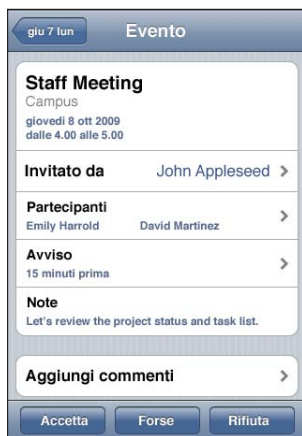 giu 7 lun
Evento
Staff Meeting
Campus
giovedì 8 ott 2009
dalle 4.00 alle 5.00
Invitato da John Appleseed
Partecipanti
Emily Harrold David Martinez
Avviso
15 minuti prima
Note
Let's review the project status and task list.
Aggiungi commenti
Accetta Forse Rifiuta